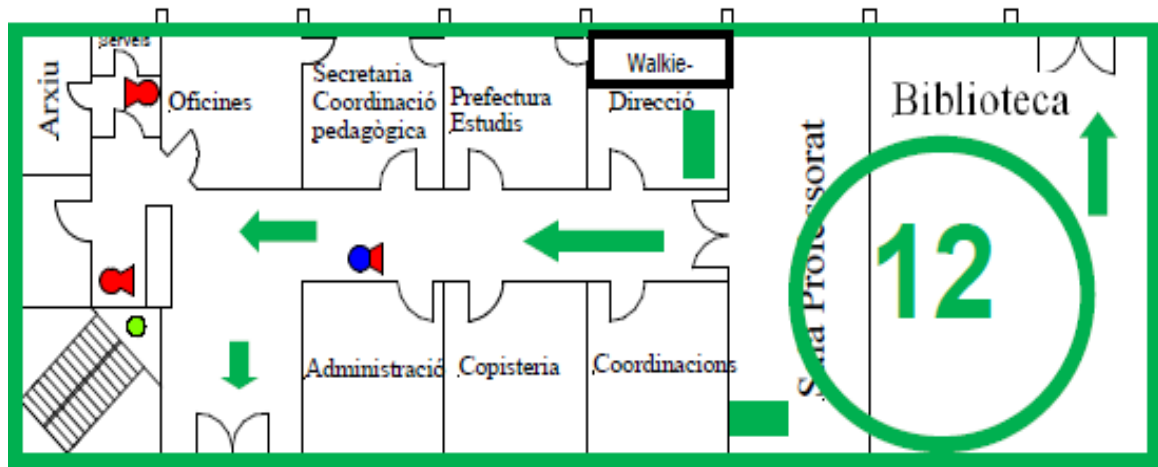 Serveis
Arxiu
Oficines
Secretaria
Coordinació
pedagògica
Prefectura
Estudis
Walkie-
Direcció
Sala Professorat
Biblioteca
12
Administració
Copisteria
Coordinacions